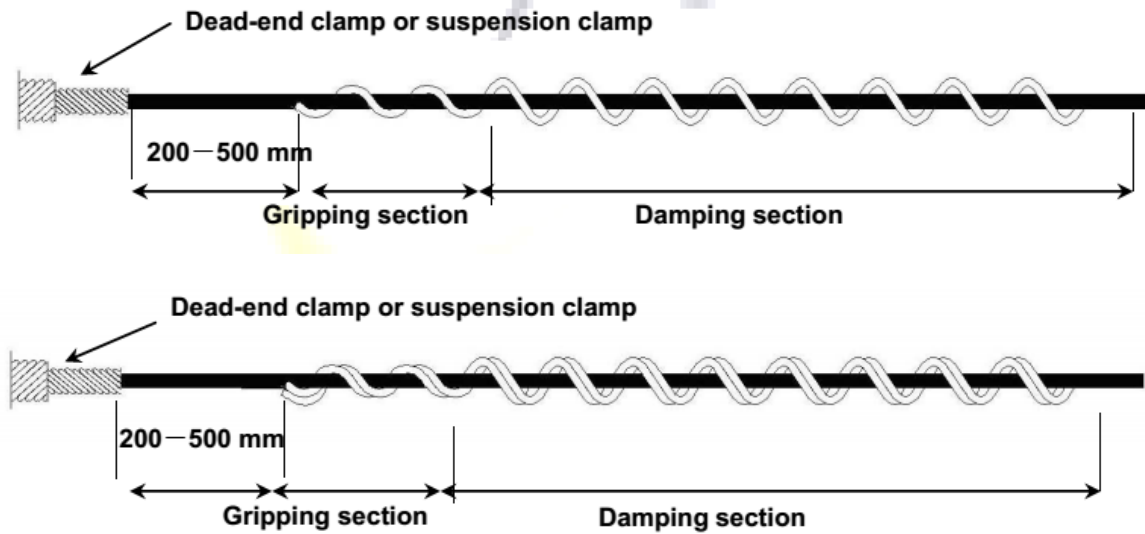 Dead-end clamp or suspension clamp
200－500 mm
Gripping section
Damping section
Dead-end clamp or suspension clamp
200－500 mm
Gripping section
Damping section